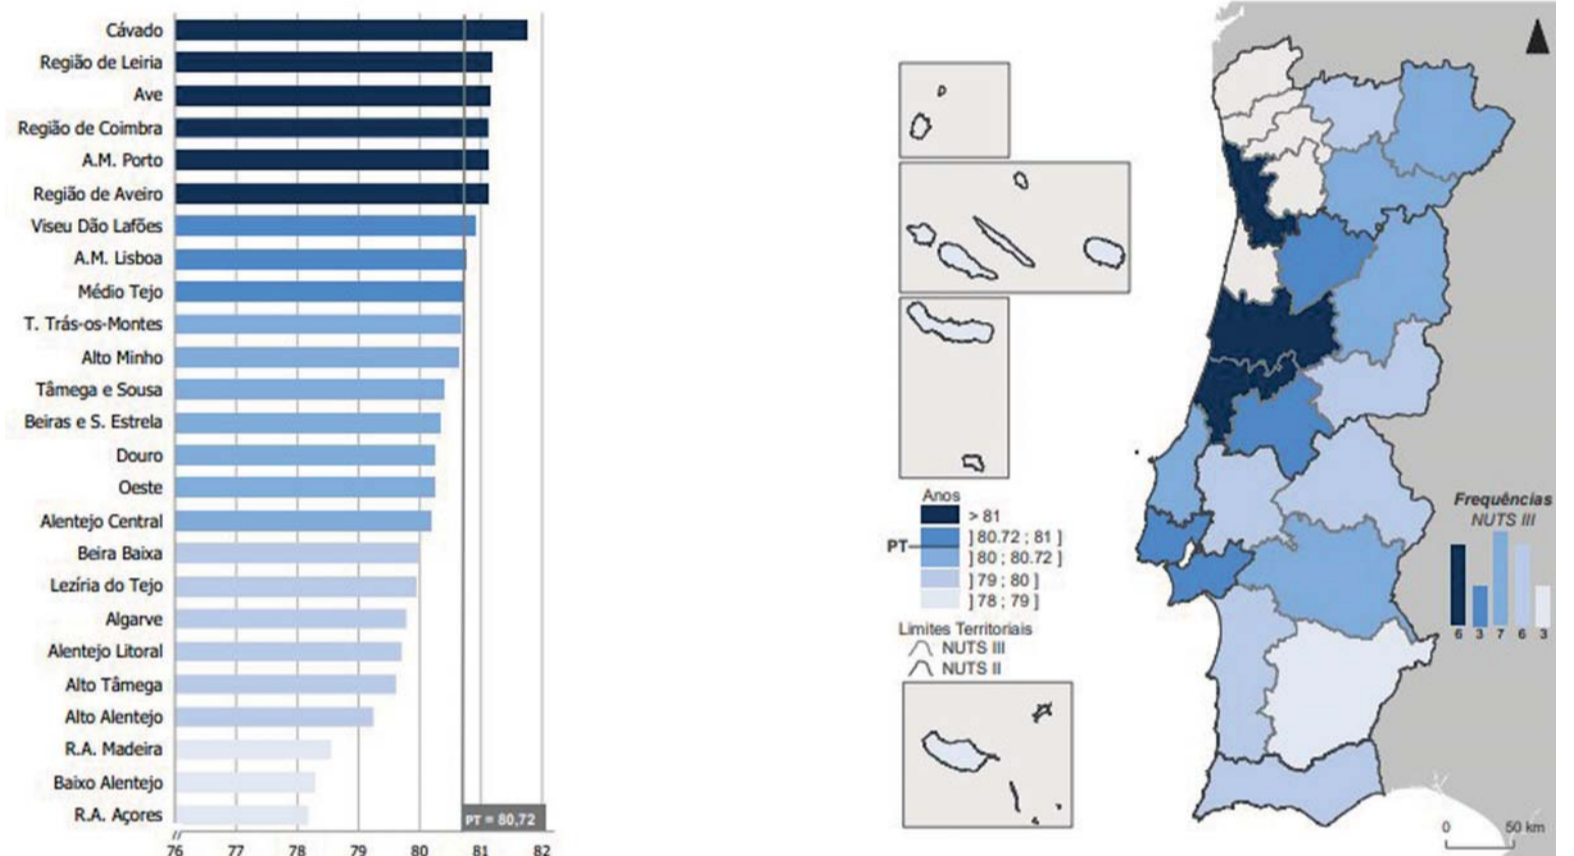 Cávado
Região de Leiria
Ave
Região de Coimbra
A.M. Porto
Região de Aveiro
Viseu Dão Lafões
A.M. Lisboa
Médio Tejo
T. Trás-os-Montes
Alto Minho
Tâmega e Sousa
Beiras e S. Estrela
Douro
Oeste
Alentejo Central
Beira Baixa
Lezíria do Tejo
Algarve
Alentejo Litoral
Alto Tâmega
Alto Alentejo
R.A. Madeira
Baixo Alentejo
R.A. Açores
PT = 80,72
76 77 78 79 80 81 82
Anos
> 81
] 80.72 ; 81 ]
PT
] 80 ; 80.72 ]
] 79 ; 80 ]
] 78 ; 79 ]
Limites Territoriais
NUTS III
NUTS II
Frequências
NUTS III
6 3 7 6 3
0 50 km